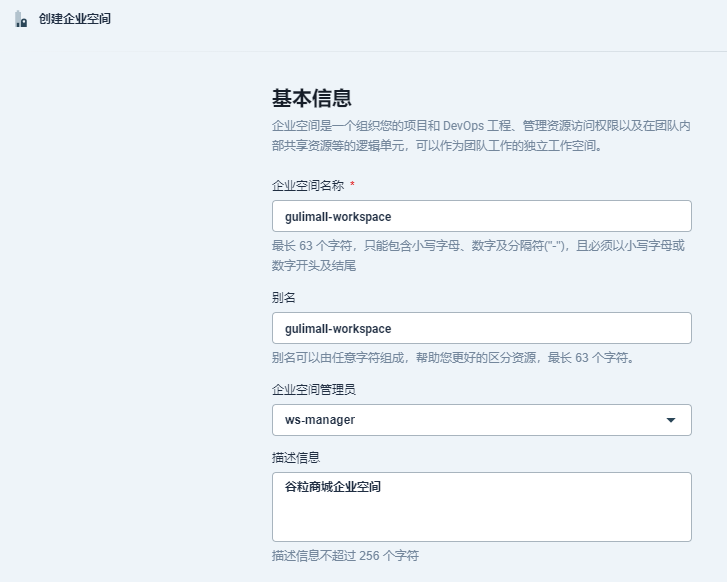 创建企业空间
基本信息
企业空间是一个组织您的项目和 DevOps 工程、管理资源访问权限以及在团队内
部共享资源等的逻辑单元，可以作为团队工作的独立工作空间。
企业空间名称 *
gulimall-workspace
最长 63 个字符，只能包含小写字母、数字及分隔符("-")，且必须以小写字母或
数字开头及结尾
别名
gulimall-workspace
别名可以由任意字符组成，帮助您更好的区分资源，最长 63 个字符。
企业空间管理员
ws-manager
描述信息
谷粒商城企业空间
描述信息不超过 256 个字符